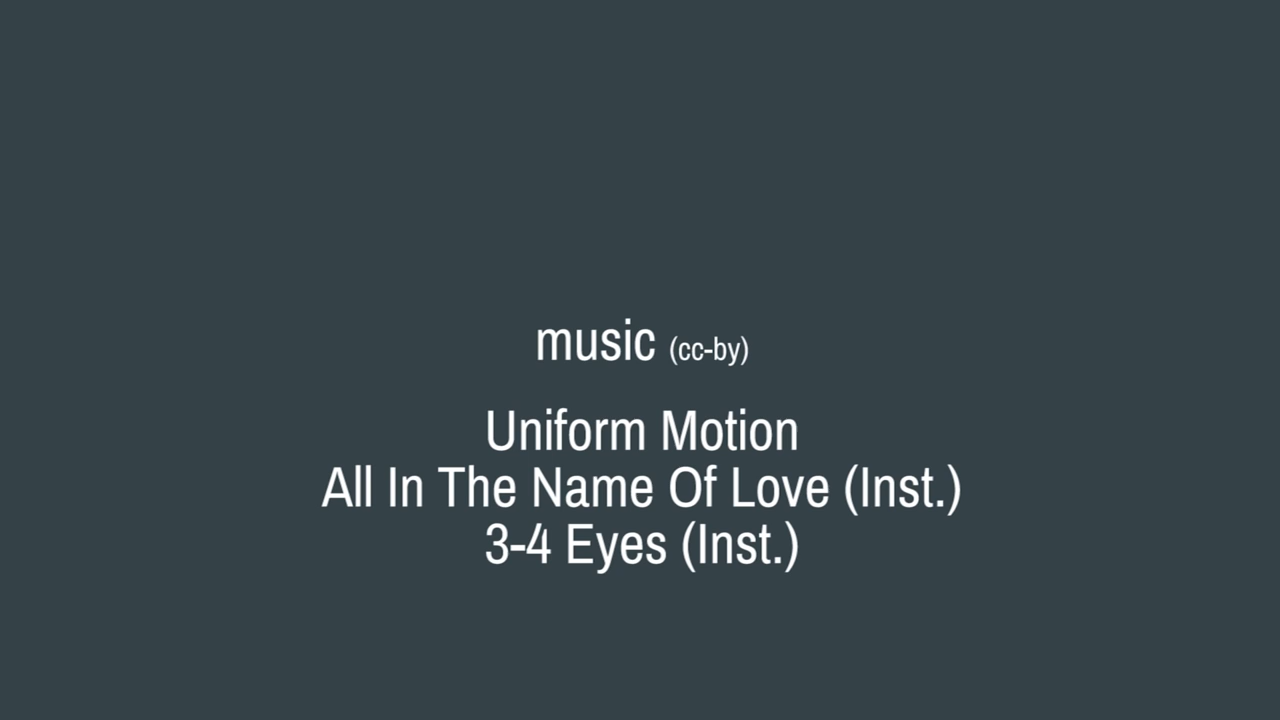 music (cc-by)
Uniform Motion
All In The Name Of Love (Inst.)
3-4 Eyes (Inst.)